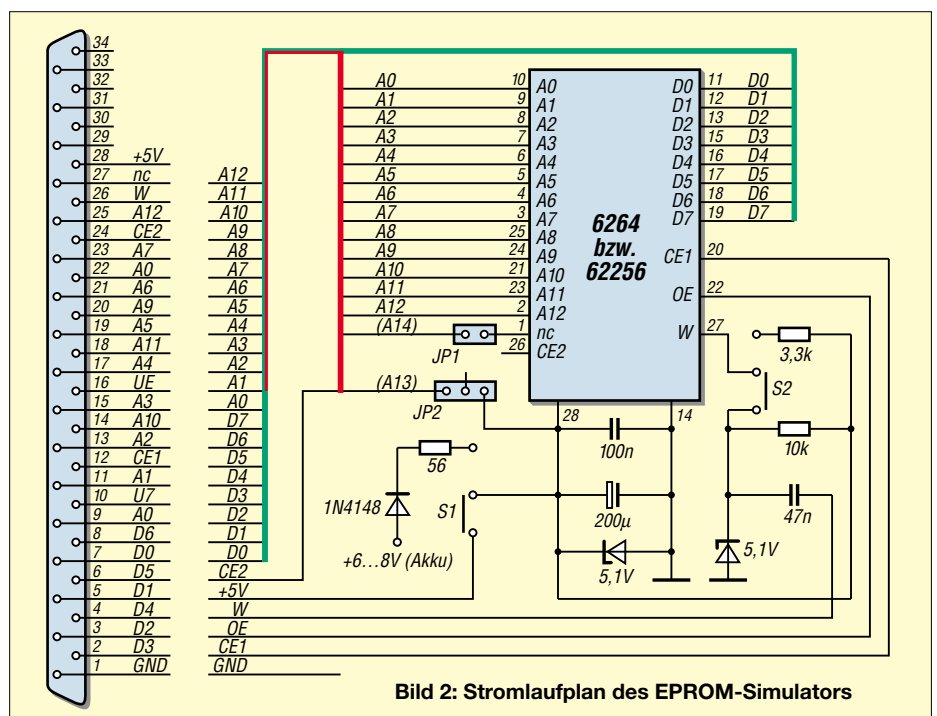 34
33
32
31
30
29
28 +5V
27 nc
26 W
25 A12
24 CE2
23 A7
22 A0
21 A6
20 A9
19 A5
18 A11
17 A4
16 UE
15 A3
14 A10
13 A2
12 CE1
11 A1
10 U7
9 A0
8 D6
7 D0
6 D5
5 D1
4 D4
3 D2
2 D3
1 GND
A12
A11
A10
A9
A8
A7
A6
A5
A4
A3
A2
A1
A0
D7
D6
D5
D4
D3
D2
D1
D0
CE2
+5V
W
OE
CE1
GND
A0 10 A0
A1 9 A1
A2 8 A2
A3 7 A3
A4 6 A4
A5 5 A5
A6 4 A6
A7 3 A7
A8 25 A8
A9 24 A9
A10 21 A10
A11 23 A11
A12 2 A12
(A14) 1 nc
JP1
26 CE2
(A13)
JP2
6264
bzw.
62256
D0 11 D0
D1 12 D1
D2 13 D2
D3 15 D3
D4 16 D4
D5 17 D5
D6 18 D6
D7 19 D7
CE1 20
OE 22
W 27
28
14
3,3k
S2
10k
47n
5,1V
100n
200µ
5,1V
56
1N4148
S1
+6...8V (Akku)
Bild 2: Stromlaufplan des EPROM-Simulators